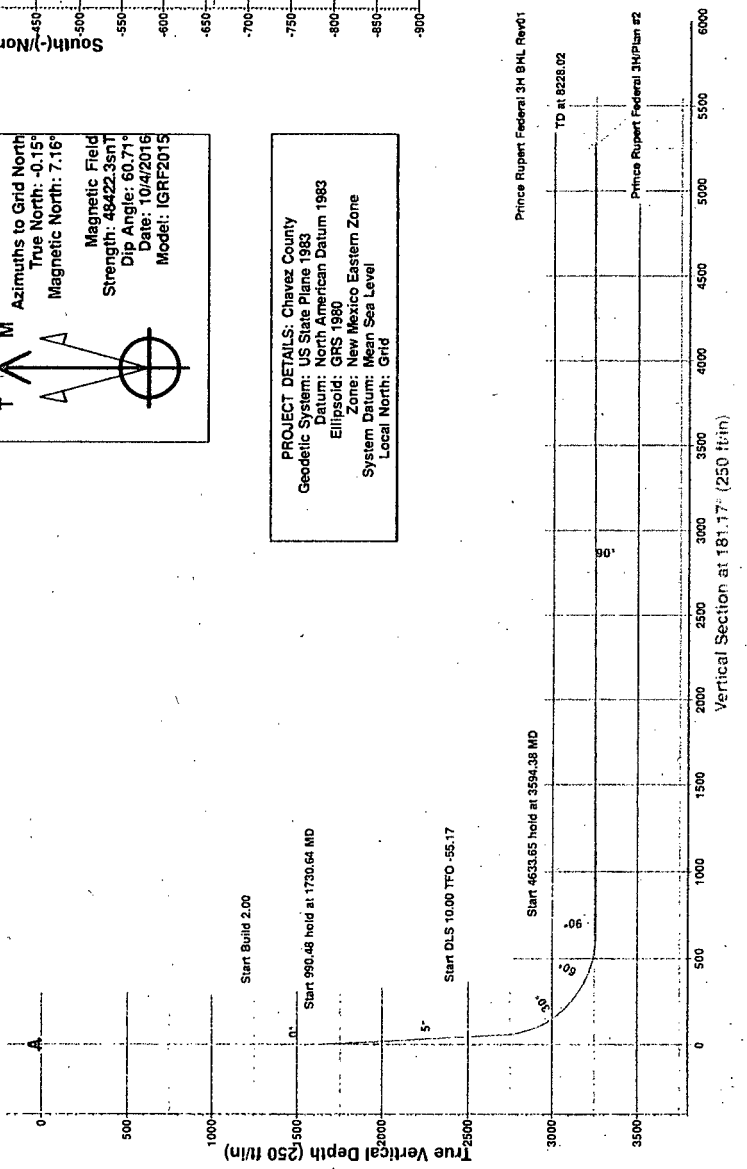 South(-)/Nor
-450
-500
-550
-600
-650
-700
-750
-800
-850
-900
T M
Azimuths to Grid North
True North: -0.15°
Magnetic North: 7.16°
Magnetic Field
Strength: 48422.3snT
Dip Angle: 60.71°
Date: 10/4/2016
Model: IGRF2015
PROJECT DETAILS: Chavez County
Geodetic System: US State Plane 1983
Datum: North American Datum 1983
Ellipsoid: GRS 1980
Zone: New Mexico Eastern Zone
System Datum: Mean Sea Level
Local North: Grid
True Vertical Depth (250 ft/in)
0
500
1000
1500
2000
2500
3000
3500
A
Start Build 2.00
0°
Start 990.48 hold at 1730.64 MD
5°
Start DLS 10.00 TFO -55.17
30°
60°
90°
Start 4633.65 hold at 3594.38 MD
90°
Prince Rupert Federal 3H BHL Rev01
TD at 8228.02
Prince Rupert Federal 3H/Plan #2
0
500
1000
1500
2000
2500
3000
3500
4000
4500
5000
5500
6000
Vertical Section at 181.17° (250 ft/in)